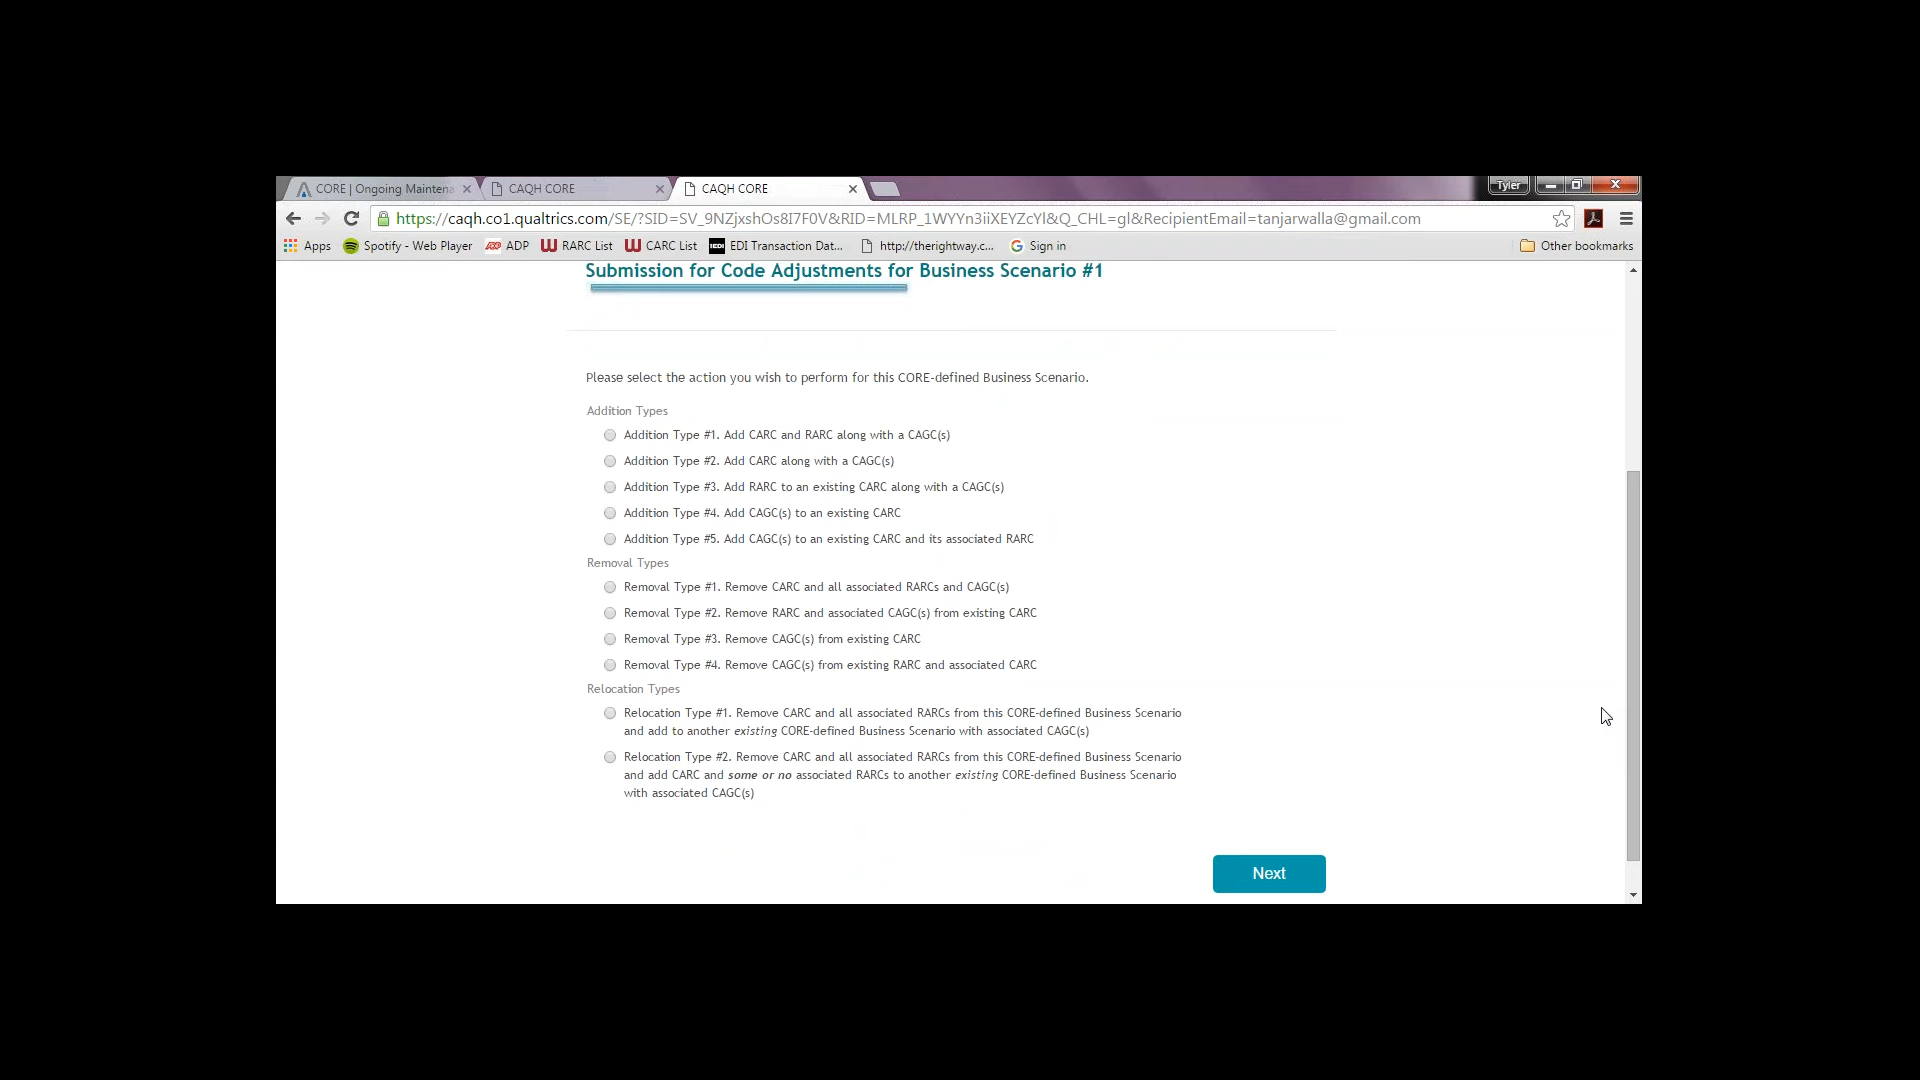 CORE | Ongoing Maintena
CAQH CORE
CAQH CORE
Tyler
https://caqh.co1.qualtrics.com/SE/?SID=SV_9NZjxshOs8I7F0V&RID=MLRP_1WYYn3iiXEYZcYl&Q_CHL=gl&RecipientEmail=tanjarwalla@gmail.com
Apps
Spotify - Web Player
ADP
RARC List
CARC List
EDI Transaction Dat...
http://therightway.c...
Sign in
Other bookmarks
Submission for Code Adjustments for Business Scenario #1
Please select the action you wish to perform for this CORE-defined Business Scenario.
Addition Types
Addition Type #1. Add CARC and RARC along with a CAGC(s)
Addition Type #2. Add CARC along with a CAGC(s)
Addition Type #3. Add RARC to an existing CARC along with a CAGC(s)
Addition Type #4. Add CAGC(s) to an existing CARC
Addition Type #5. Add CAGC(s) to an existing CARC and its associated RARC
Removal Types
Removal Type #1. Remove CARC and all associated RARCs and CAGC(s)
Removal Type #2. Remove RARC and associated CAGC(s) from existing CARC
Removal Type #3. Remove CAGC(s) from existing CARC
Removal Type #4. Remove CAGC(s) from existing RARC and associated CARC
Relocation Types
Relocation Type #1. Remove CARC and all associated RARCs from this CORE-defined Business Scenario
and add to another existing CORE-defined Business Scenario with associated CAGC(s)
Relocation Type #2. Remove CARC and all associated RARCs from this CORE-defined Business Scenario
and add CARC and some or no associated RARCs to another existing CORE-defined Business Scenario
with associated CAGC(s)
Next